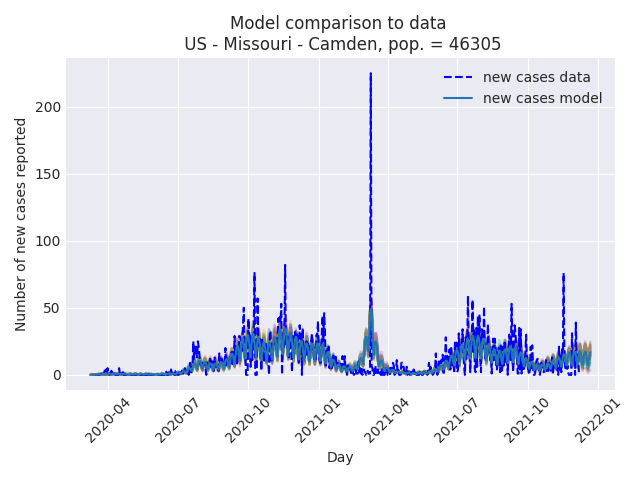 Model comparison to data
US - Missouri - Camden, pop. = 46305
new cases data
new cases model
Number of new cases reported
200
150
100
50
0
2020-04
2020-07
2020-10
2021-01
2021-04
2021-07
2021-10
2022-01
Day